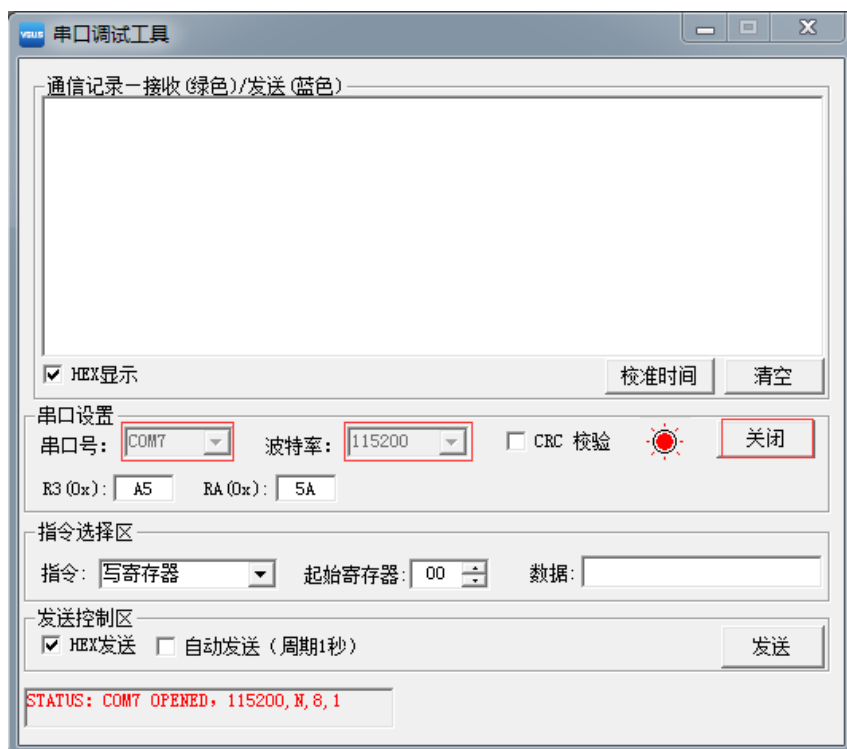 VGUS 串口调试工具
通信记录—接收(绿色)/发送(蓝色)
HEX显示
校准时间
清空
串口设置
串口号: COM7 波特率: 115200 CRC 校验 关闭
R3(0x): A5 RA(0x): 5A
指令选择区
指令: 写寄存器 起始寄存器: 00 数据:
发送控制区
HEX发送 自动发送(周期1秒) 发送
STATUS: COM7 OPENED, 115200,N,8,1